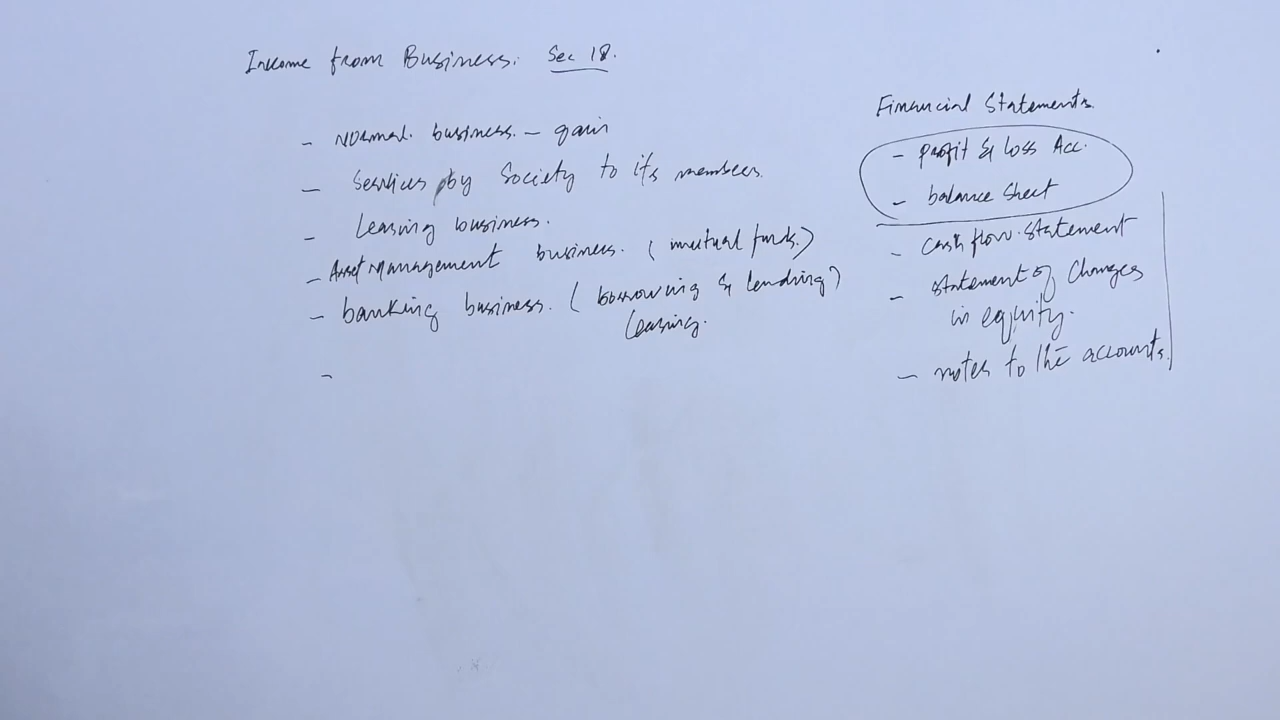 Income from Business. Sec 18.
- Normal. business. - gain
- Services by Society to its members.
- Leasing business.
- Asset Management business. (mutual funds.)
- banking business. (borrowing & lending)
leasing.
-
Financial Statements.
- profit & loss Acc.
- balance sheet
- cash flow. statement
- statement of changes
in equity.
- notes to the accounts.